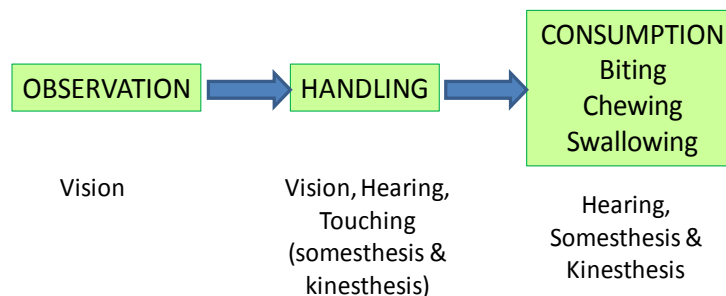 OBSERVATION
HANDLING
CONSUMPTION
Biting
Chewing
Swallowing
Vision
Vision, Hearing,
Touching
(somesthesis &
kinesthesis)
Hearing,
Somesthesis &
Kinesthesis